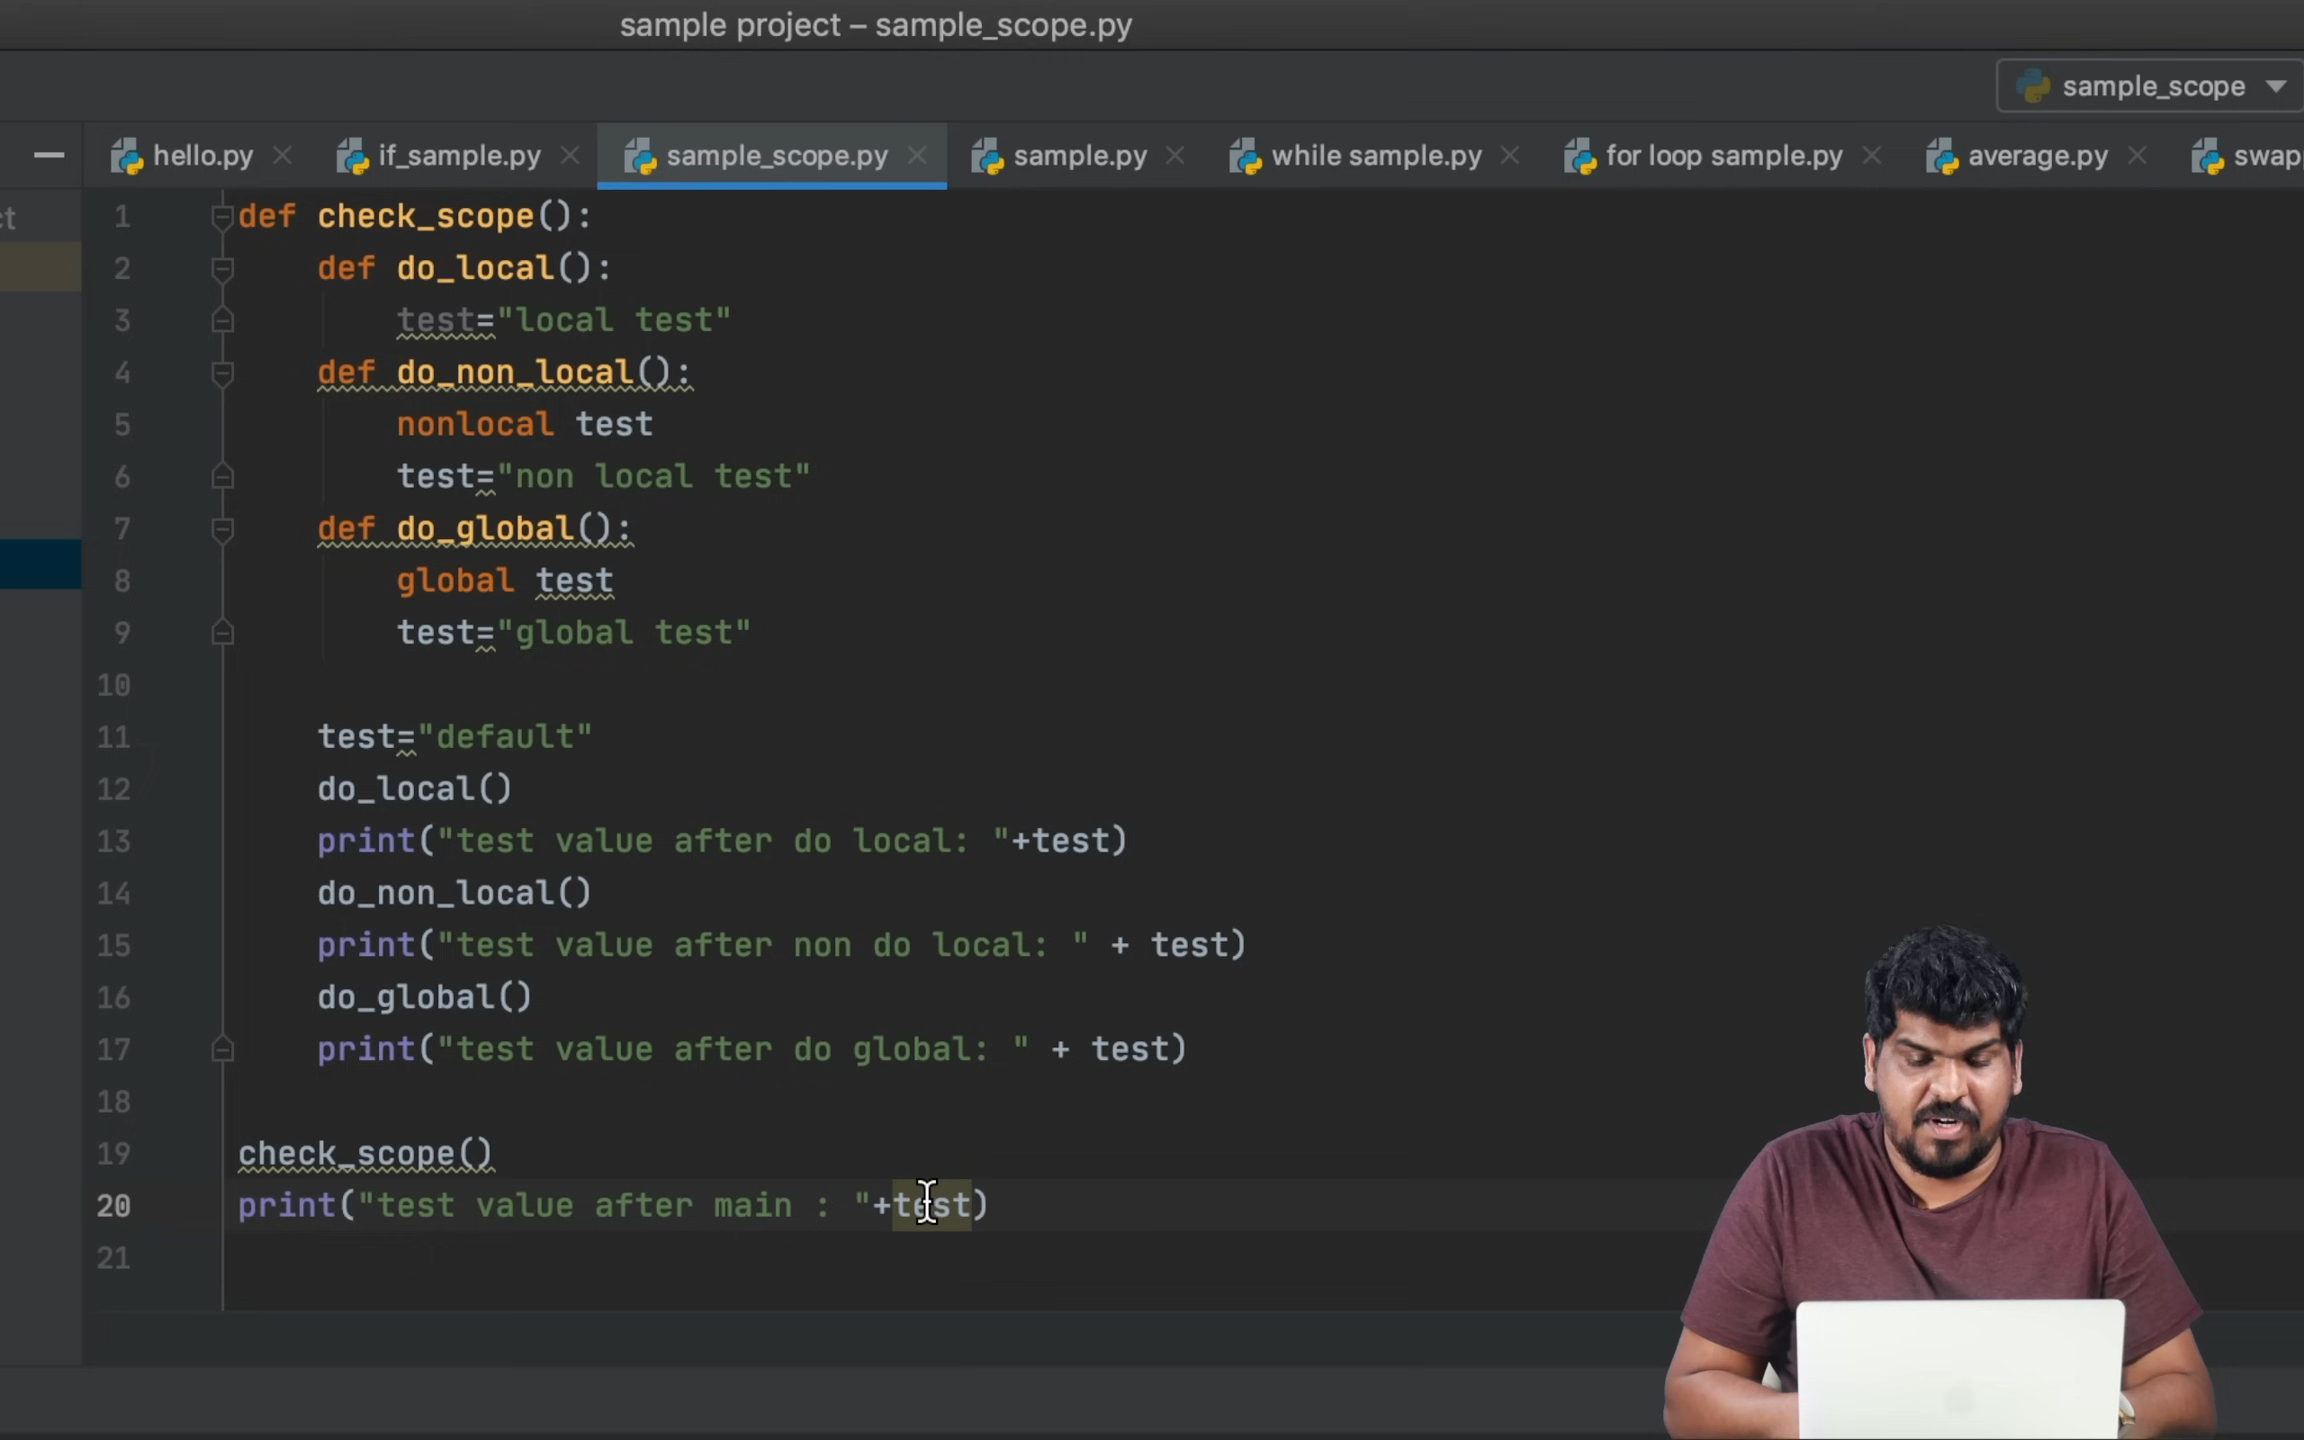 sample project – sample_scope.py
sample_scope
hello.py if_sample.py sample_scope.py sample.py while sample.py for loop sample.py average.py swap
ct
1 def check_scope():
2 def do_local():
3 test="local test"
4 def do_non_local():
5 nonlocal test
6 test="non local test"
7 def do_global():
8 global test
9 test="global test"
10
11 test="default"
12 do_local()
13 print("test value after do local: "+test)
14 do_non_local()
15 print("test value after non do local: " + test)
16 do_global()
17 print("test value after do global: " + test)
18
19 check_scope()
20 print("test value after main : "+test)
21